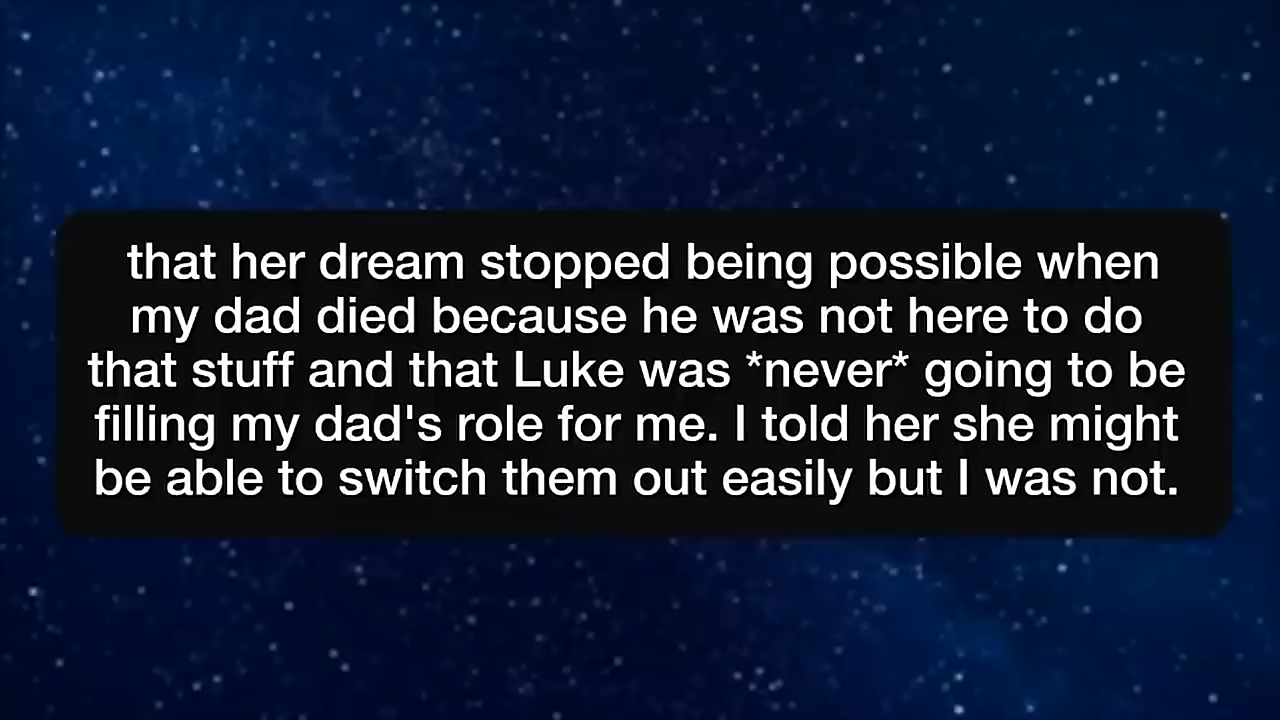 that her dream stopped being possible when
my dad died because he was not here to do
that stuff and that Luke was *never* going to be
filling my dad's role for me. I told her she might
be able to switch them out easily but I was not.